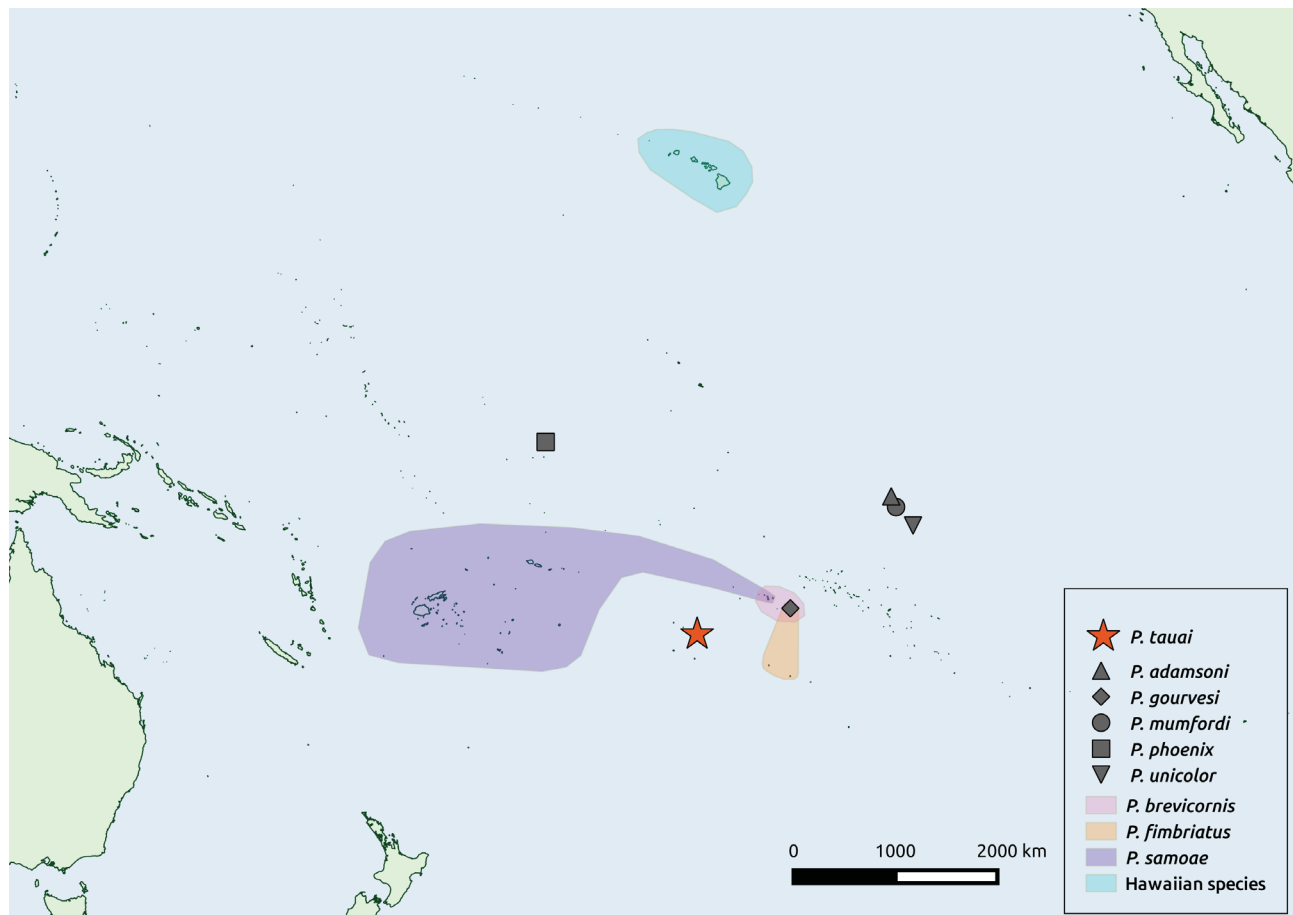 P. tauai
P. adamsoni
P. gourvesi
P. mumfordi
P. phoenix
P. unicolor
P. brevicornis
P. fimbriatus
P. samoae
Hawaiian species
0 1000 2000 km